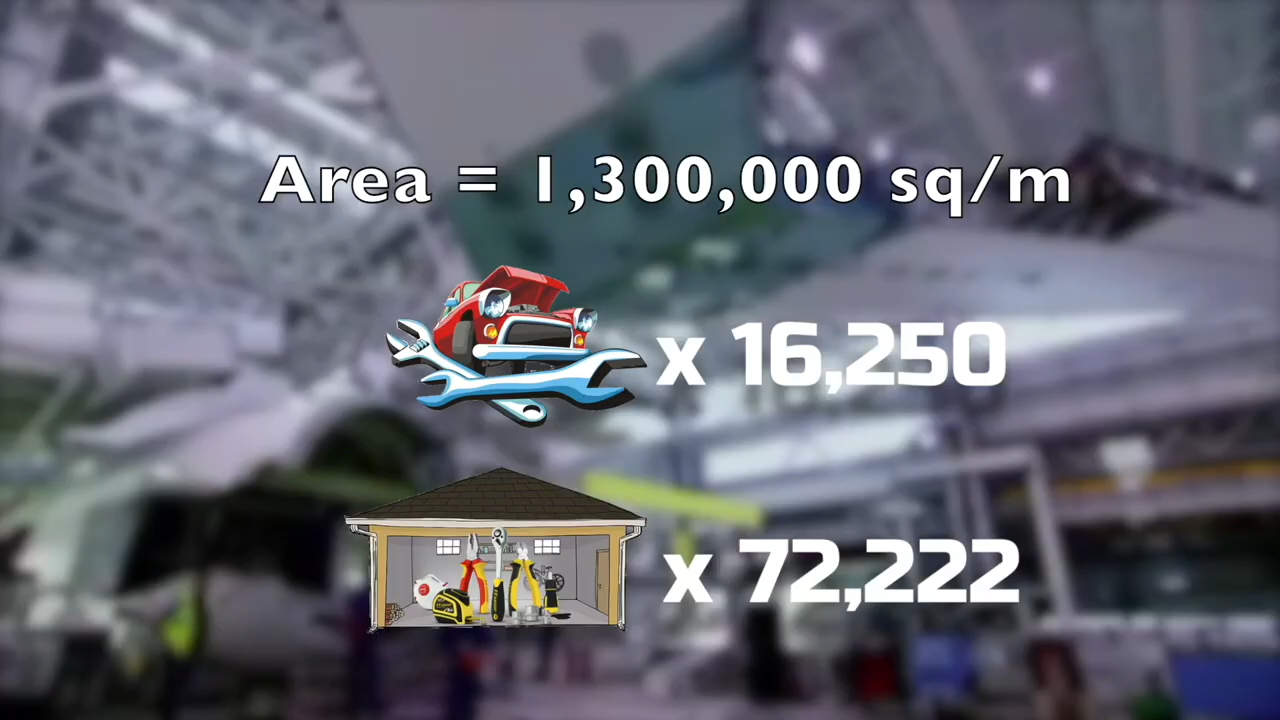 Area = 1,300,000 sq/m
x 16,250
x 72,222